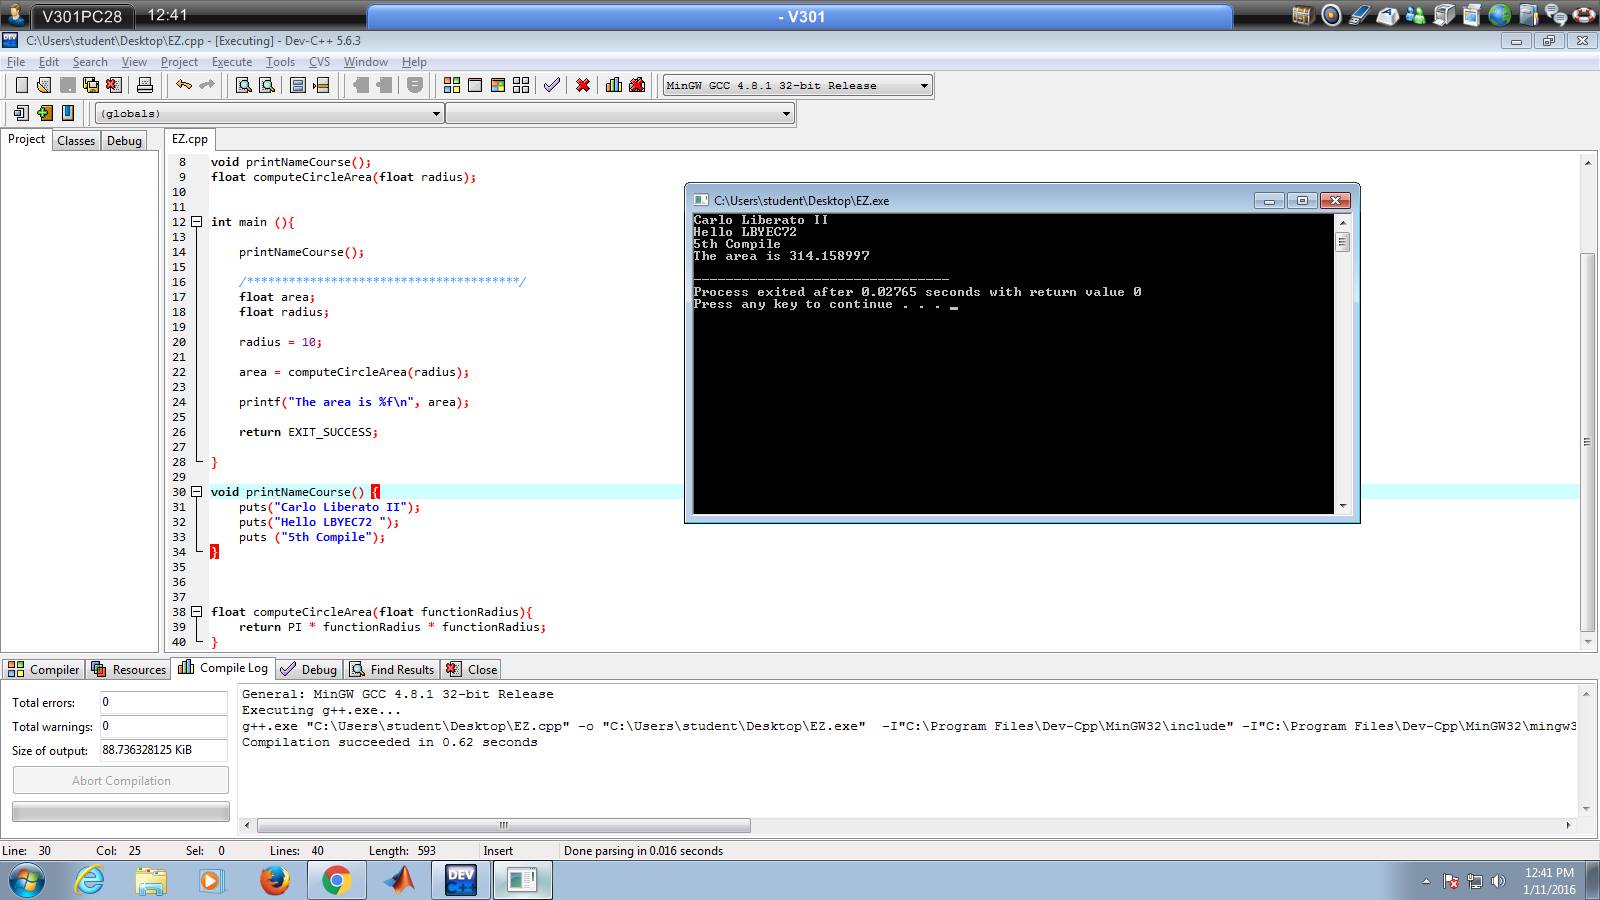 V301PC28 12:41 - V301
C:\Users\student\Desktop\EZ.cpp - [Executing] - Dev-C++ 5.6.3
File Edit Search View Project Execute Tools CVS Window Help
MinGW GCC 4.8.1 32-bit Release
(globals)
Project Classes Debug EZ.cpp
8 void printNameCourse();
9 float computeCircleArea(float radius);
10
11
12 int main (){
13
14 printNameCourse();
15
16 /***************************************/
17 float area;
18 float radius;
19
20 radius = 10;
21
22 area = computeCircleArea(radius);
23
24 printf("The area is %f\n", area);
25
26 return EXIT_SUCCESS;
27
28 }
29
30 void printNameCourse() {
31 puts("Carlo Liberato II");
32 puts("Hello LBYEC72 ");
33 puts ("5th Compile");
34 }
35
36
37
38 float computeCircleArea(float functionRadius){
39 return PI * functionRadius * functionRadius;
40 }
C:\Users\student\Desktop\EZ.exe
Carlo Liberato II
Hello LBYEC72
5th Compile
The area is 314.158997
--------------------------------
Process exited after 0.02765 seconds with return value 0
Press any key to continue . . . _
Compiler Resources Compile Log Debug Find Results Close
Total errors: 0
Total warnings: 0
Size of output: 88.736328125 KiB
Abort Compilation
General: MinGW GCC 4.8.1 32-bit Release
Executing g++.exe...
g++.exe "C:\Users\student\Desktop\EZ.cpp" -o "C:\Users\student\Desktop\EZ.exe" -I"C:\Program Files\Dev-Cpp\MinGW32\include" -I"C:\Program Files\Dev-Cpp\MinGW32\mingw3
Compilation succeeded in 0.62 seconds
Line: 30 Col: 25 Sel: 0 Lines: 40 Length: 593 Insert Done parsing in 0.016 seconds
DEV C++
12:41 PM
1/11/2016